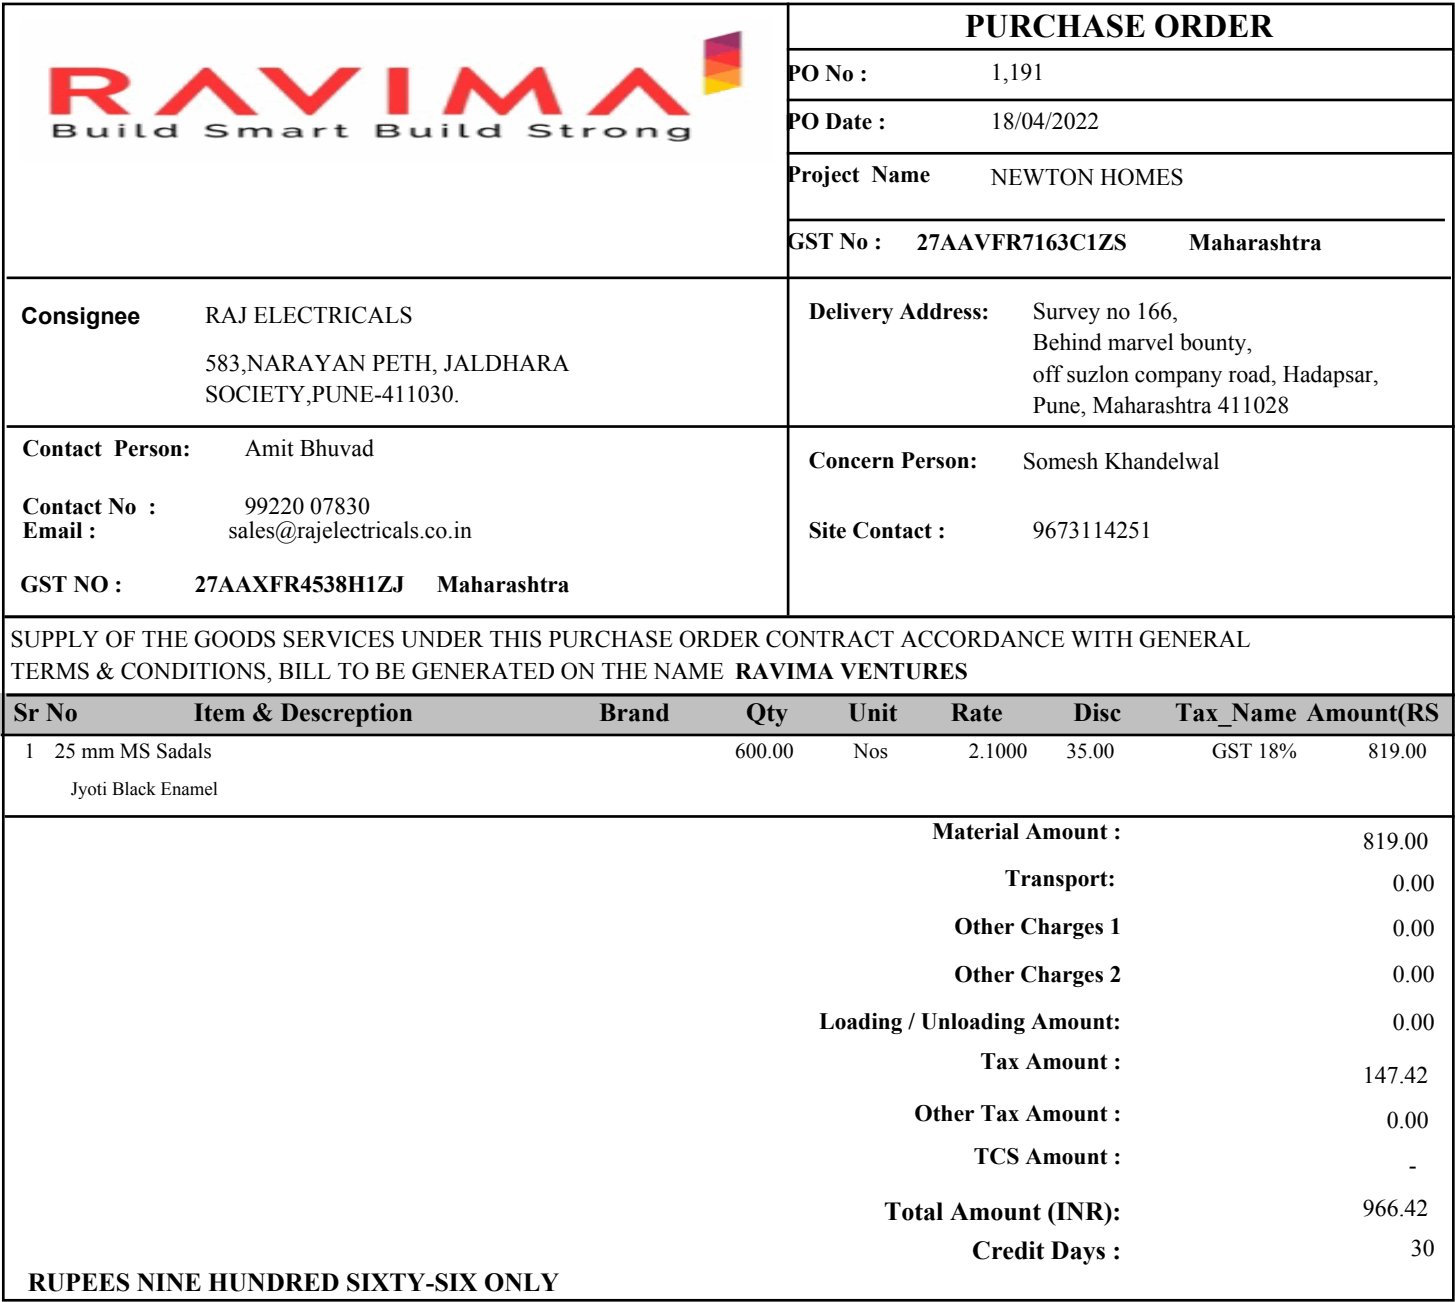 RAVIMA
Build Smart Build Strong
PURCHASE ORDER
PO No : 1,191
PO Date : 18/04/2022
Project Name NEWTON HOMES
GST No : 27AAVFR7163C1ZS Maharashtra
Consignee RAJ ELECTRICALS
583,NARAYAN PETH, JALDHARA
SOCIETY,PUNE-411030.
Delivery Address: Survey no 166,
Behind marvel bounty,
off suzlon company road, Hadapsar,
Pune, Maharashtra 411028
Contact Person: Amit Bhuvad
Contact No : 99220 07830
Email : sales@rajelectricals.co.in
GST NO : 27AAXFR4538H1ZJ Maharashtra
Concern Person: Somesh Khandelwal
Site Contact : 9673114251
SUPPLY OF THE GOODS SERVICES UNDER THIS PURCHASE ORDER CONTRACT ACCORDANCE WITH GENERAL
TERMS & CONDITIONS, BILL TO BE GENERATED ON THE NAME RAVIMA VENTURES
Sr No Item & Descreption Brand Qty Unit Rate Disc Tax_Name Amount(RS
1 25 mm MS Sadals 600.00 Nos 2.1000 35.00 GST 18% 819.00
Jyoti Black Enamel
Material Amount : 819.00
Transport: 0.00
Other Charges 1 0.00
Other Charges 2 0.00
Loading / Unloading Amount: 0.00
Tax Amount : 147.42
Other Tax Amount : 0.00
TCS Amount : -
Total Amount (INR): 966.42
Credit Days : 30
RUPEES NINE HUNDRED SIXTY-SIX ONLY